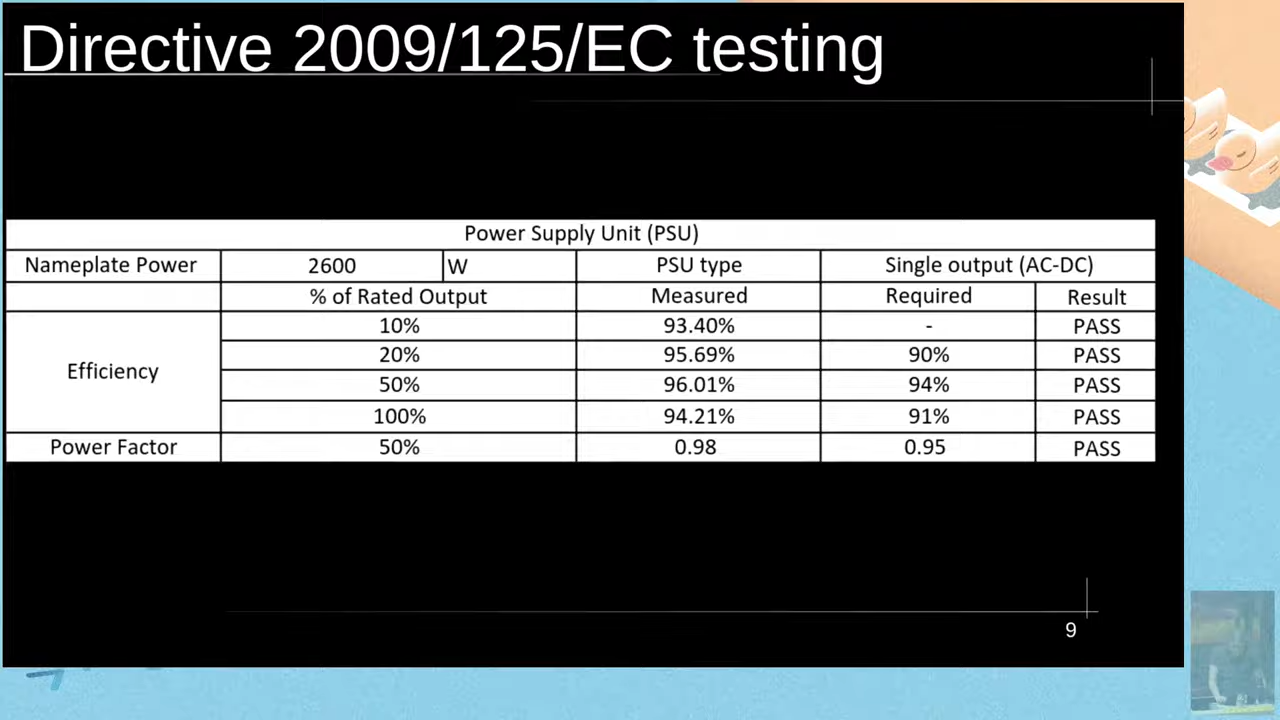 Directive 2009/125/EC testing
Power Supply Unit (PSU)
Nameplate Power 2600 W PSU type Single output (AC-DC)
% of Rated Output Measured Required Result
10% 93.40% - PASS
20% 95.69% 90% PASS
Efficiency
50% 96.01% 94% PASS
100% 94.21% 91% PASS
Power Factor 50% 0.98 0.95 PASS
9